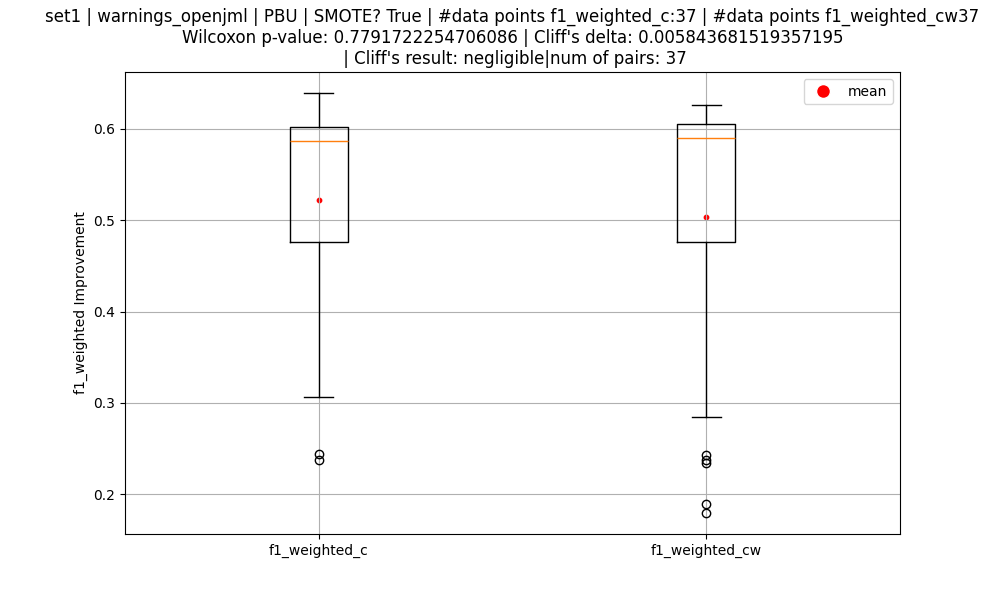 set1 | warnings_openjml | PBU | SMOTE? True | #data points f1_weighted_c:37 | #data points f1_weighted_cw37
Wilcoxon p-value: 0.7791722254706086 | Cliff's delta: 0.005843681519357195
| Cliff's result: negligible|num of pairs: 37
mean
0.6
0.5
0.4
0.3
0.2
f1_weighted Improvement
f1_weighted_c
f1_weighted_cw